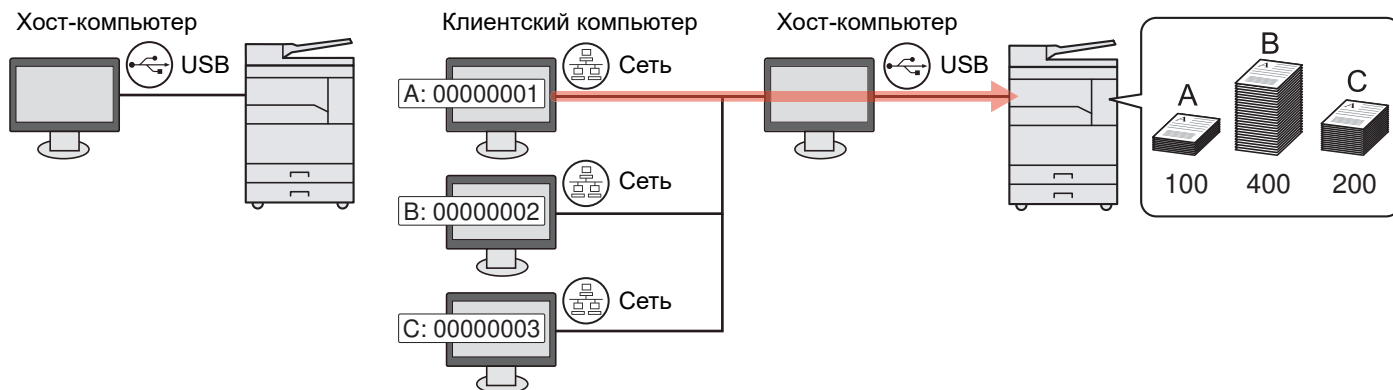 Хост-компьютер
USB
Клиентский компьютер
Сеть
A: 00000001
Сеть
B: 00000002
Сеть
C: 00000003
Хост-компьютер
USB
A
B
C
100
400
200